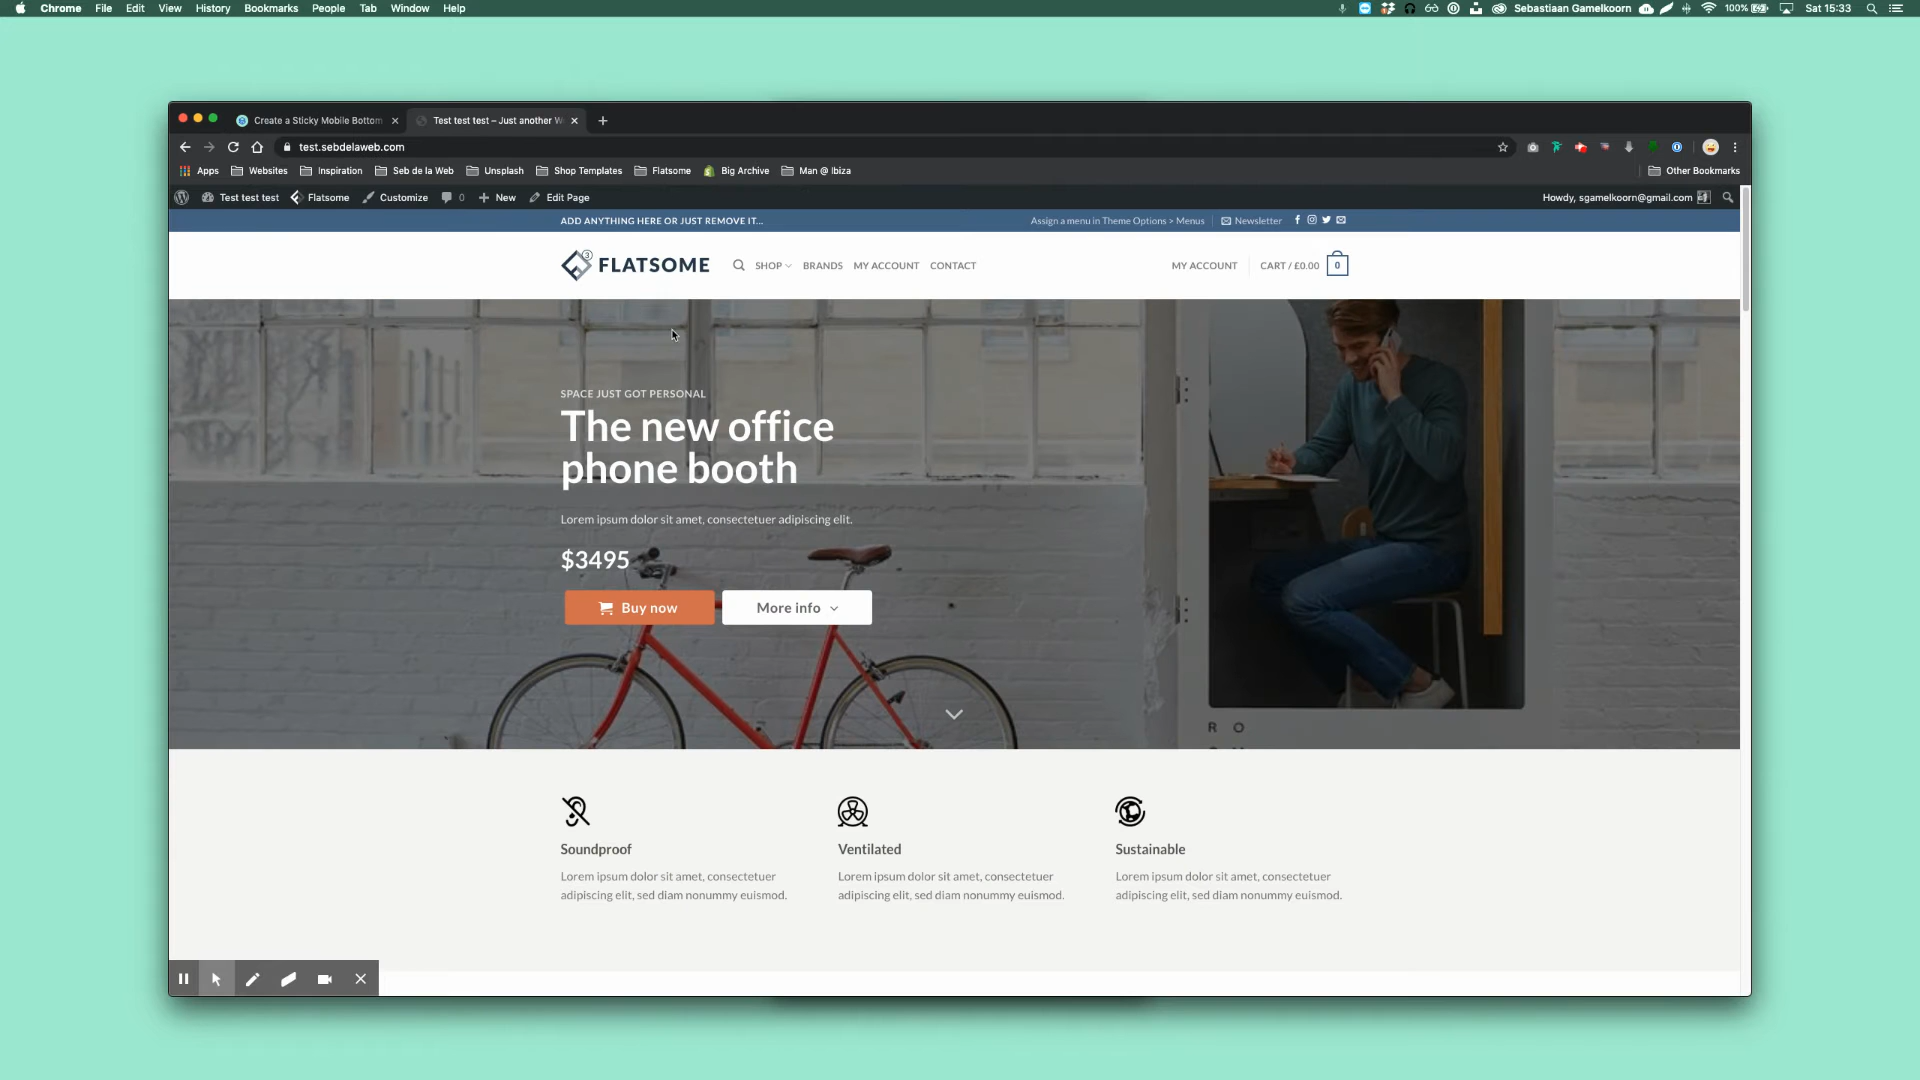 Chrome File Edit View History Bookmarks People Tab Window Help
Sebastiaan Gamelkoorn 100% Sat 15:33
Create a Sticky Mobile Bottom
Test test test – Just another W
test.sebdelaweb.com
Apps Websites Inspiration Seb de la Web Unsplash Shop Templates Flatsome Big Archive Man @ Ibiza Other Bookmarks
Test test test Flatsome Customize 0 New Edit Page Howdy, sgamelkoorn@gmail.com
ADD ANYTHING HERE OR JUST REMOVE IT... Assign a menu in Theme Options > Menus Newsletter
3 FLATSOME SHOP BRANDS MY ACCOUNT CONTACT MY ACCOUNT CART / £0.00 0
SPACE JUST GOT PERSONAL
The new office
phone booth
Lorem ipsum dolor sit amet, consectetuer adipiscing elit.
$3495
Buy now More info
R O
Soundproof
Lorem ipsum dolor sit amet, consectetuer
adipiscing elit, sed diam nonummy euismod.
Ventilated
Lorem ipsum dolor sit amet, consectetuer
adipiscing elit, sed diam nonummy euismod.
Sustainable
Lorem ipsum dolor sit amet, consectetuer
adipiscing elit, sed diam nonummy euismod.